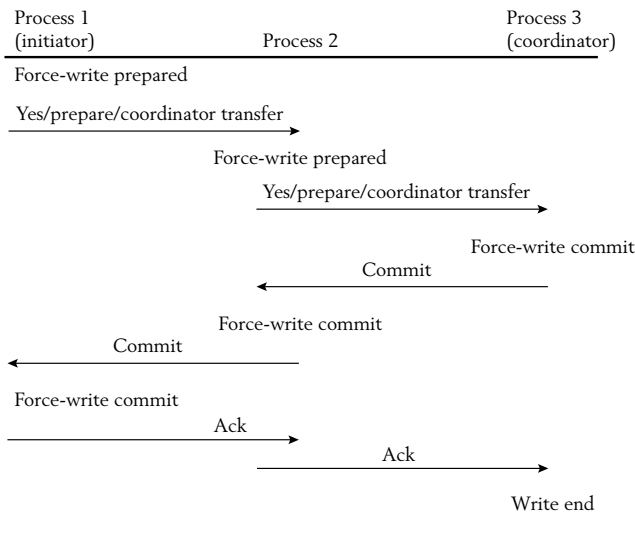 Process 1
(initiator)
Process 2
Process 3
(coordinator)
Force-write prepared
Yes/prepare/coordinator transfer
Force-write prepared
Yes/prepare/coordinator transfer
Force-write commit
Commit
Force-write commit
Commit
Force-write commit
Ack
Ack
Write end